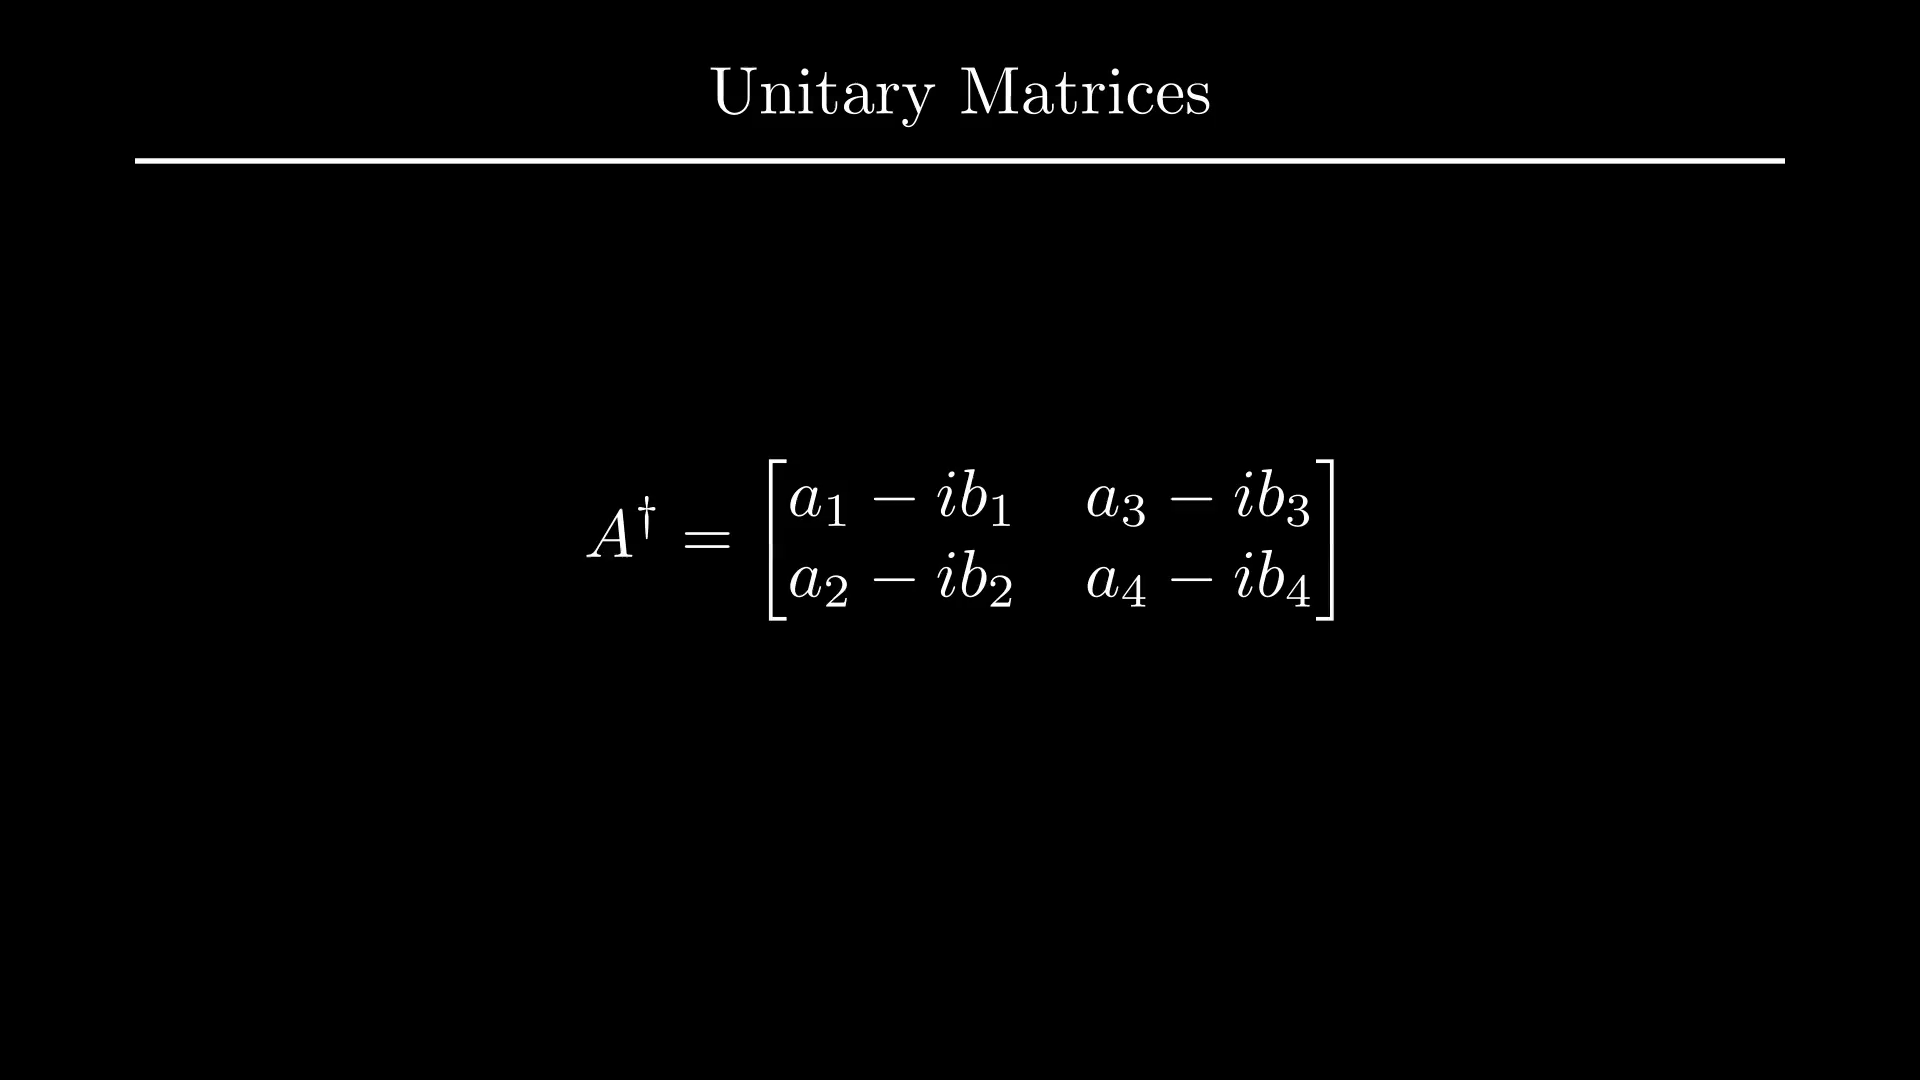 Unitary Matrices
A† = [a₁ − ib₁ a₃ − ib₃
a₂ − ib₂ a₄ − ib₄]